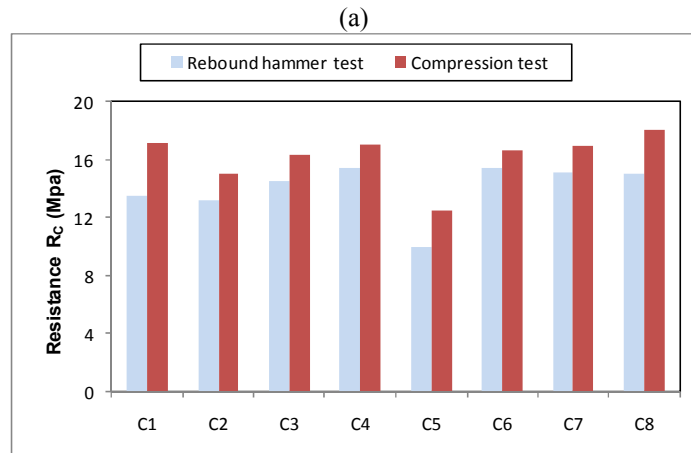 (a)
Rebound hammer test Compression test
20
16
12
8
4
0
Resistance Rc (Mpa)
C1 C2 C3 C4 C5 C6 C7 C8